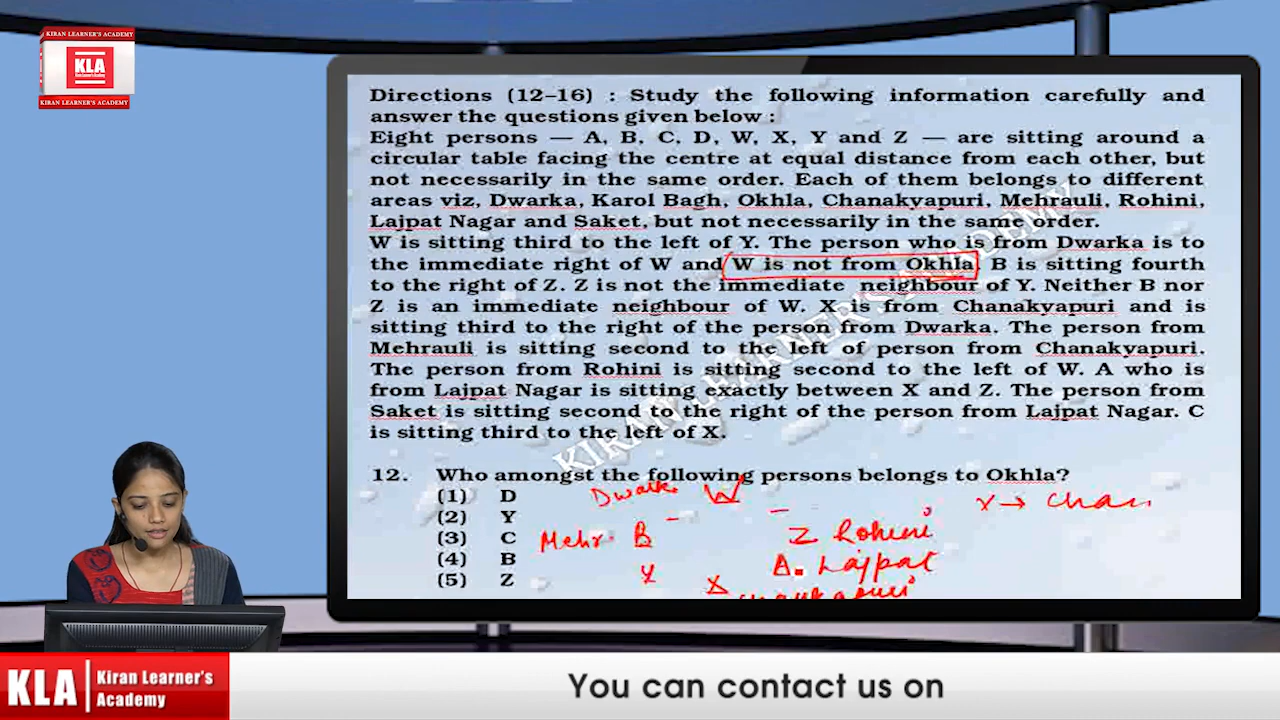 KIRAN LEARNER'S ACADEMY
KLA
Kiran Learner's Academy
KIRAN LEARNER'S ACADEMY
Directions (12–16) : Study the following information carefully and
answer the questions given below :
Eight persons — A, B, C, D, W, X, Y and Z — are sitting around a
circular table facing the centre at equal distance from each other, but
not necessarily in the same order. Each of them belongs to different
areas viz, Dwarka, Karol Bagh, Okhla, Chanakyapuri, Mehrauli, Rohini,
Lajpat Nagar and Saket, but not necessarily in the same order.
W is sitting third to the left of Y. The person who is from Dwarka is to
the immediate right of W and W is not from Okhla. B is sitting fourth
to the right of Z. Z is not the immediate neighbour of Y. Neither B nor
Z is an immediate neighbour of W. X is from Chanakyapuri and is
sitting third to the right of the person from Dwarka. The person from
Mehrauli is sitting second to the left of person from Chanakyapuri.
The person from Rohini is sitting second to the left of W. A who is
from Lajpat Nagar is sitting exactly between X and Z. The person from
Saket is sitting second to the right of the person from Lajpat Nagar. C
is sitting third to the left of X.
KIRAN LEARNER'S ACADEMY
12. Who amongst the following persons belongs to Okhla?
(1) D
(2) Y
(3) C
(4) B
(5) Z
Dwarka W X → Chan
Mehr. B Z Rohini
Y A. Lajpat
X
KLA Kiran Learner's
Academy
You can contact us on